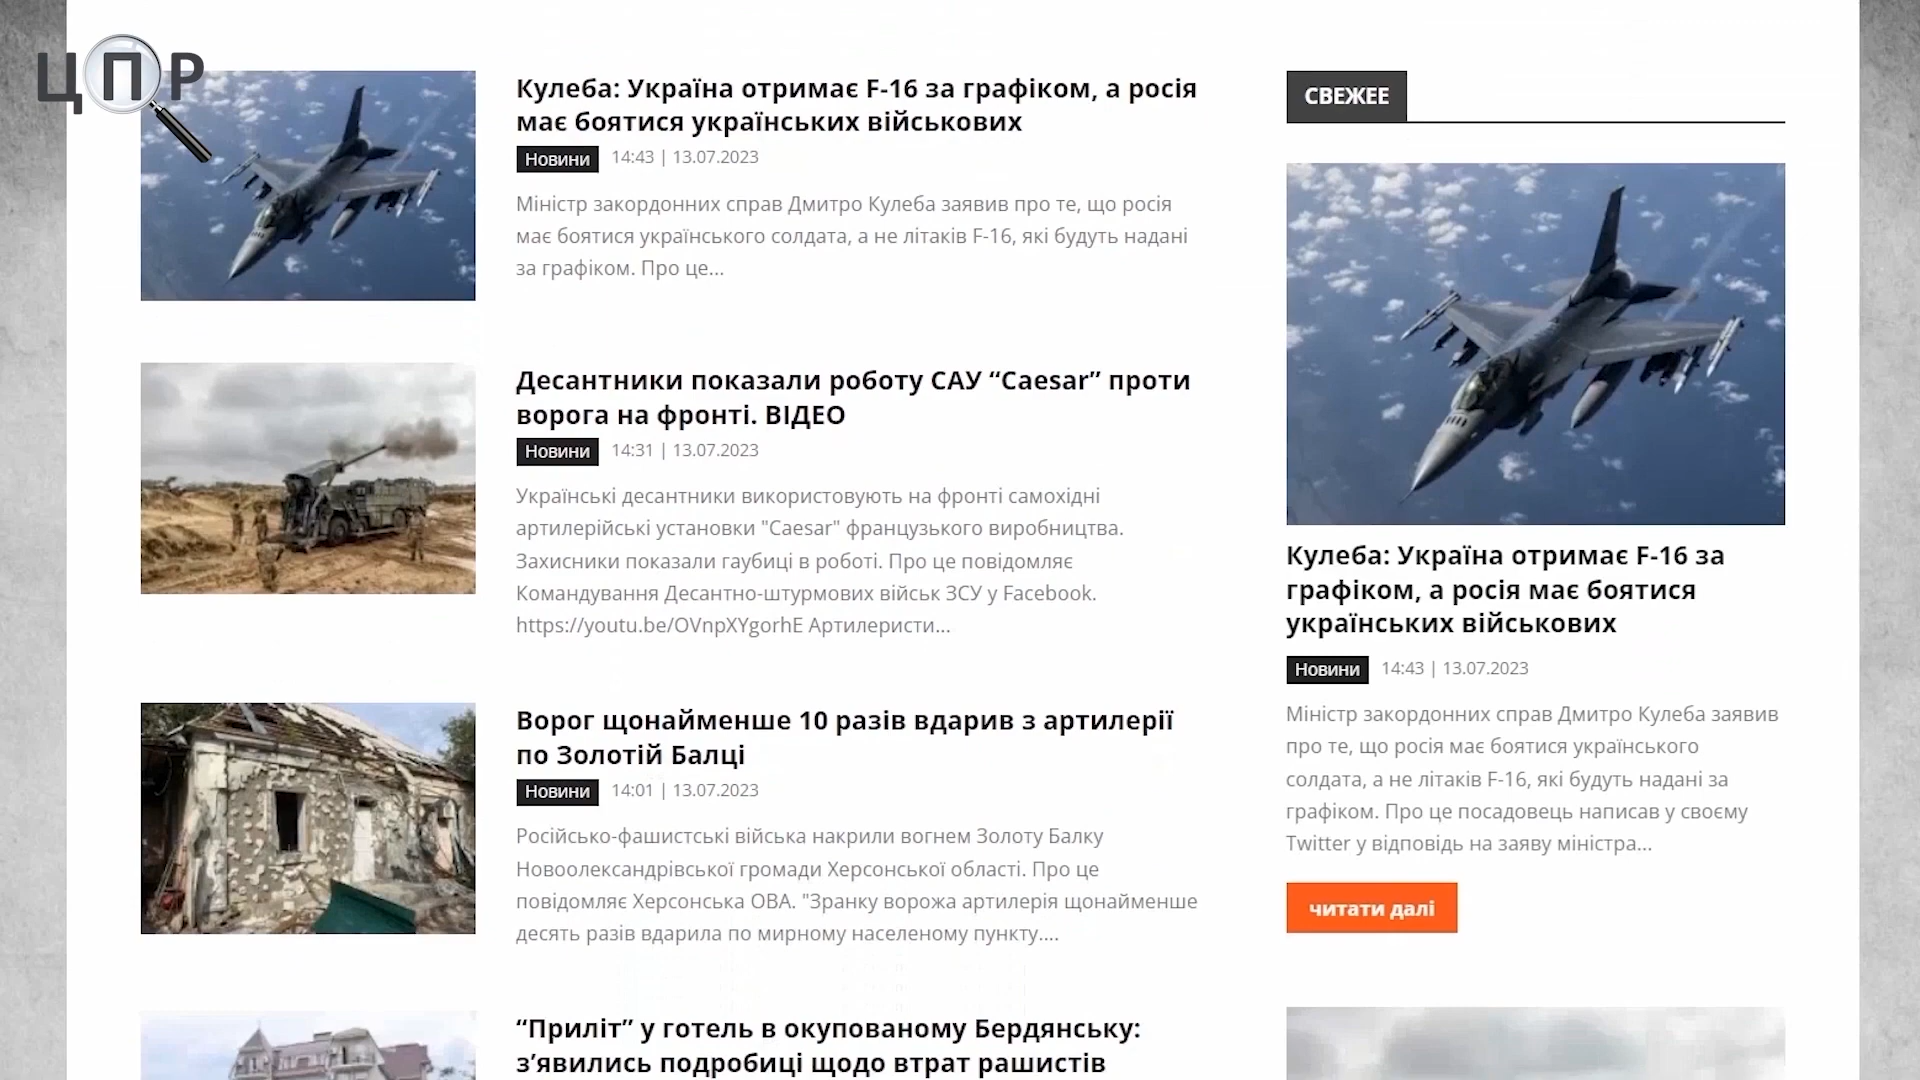 ЦПР
Кулеба: Україна отримає F-16 за графіком, а росія
має боятися українських військових
Новини 14:43 | 13.07.2023
Міністр закордонних справ Дмитро Кулеба заявив про те, що росія
має боятися українського солдата, а не літаків F-16, які будуть надані
за графіком. Про це...
Десантники показали роботу САУ “Caesar” проти
ворога на фронті. ВІДЕО
Новини 14:31 | 13.07.2023
Українські десантники використовують на фронті самохідні
артилерійські установки "Caesar" французького виробництва.
Захисники показали гаубиці в роботі. Про це повідомляє
Командування Десантно-штурмових військ ЗСУ у Facebook.
https://youtu.be/OVnpXYgorhE Артилеристи...
Ворог щонайменше 10 разів вдарив з артилерії
по Золотій Балці
Новини 14:01 | 13.07.2023
Російсько-фашистські війська накрили вогнем Золоту Балку
Новоолександрівської громади Херсонської області. Про це
повідомляє Херсонська ОВА. "Зранку ворожа артилерія щонайменше
десять разів вдарила по мирному населеному пункту....
“Приліт” у готель в окупованому Бердянську:
з’явились подробиці щодо втрат рашистів
СВЕЖЕЕ
Кулеба: Україна отримає F-16 за
графіком, а росія має боятися
українських військових
Новини 14:43 | 13.07.2023
Міністр закордонних справ Дмитро Кулеба заявив
про те, що росія має боятися українського
солдата, а не літаків F-16, які будуть надані за
графіком. Про це посадовець написав у своєму
Twitter у відповідь на заяву міністра...
читати далі